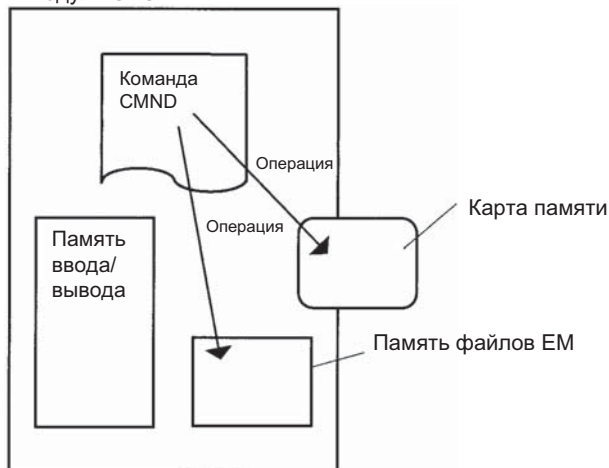 Команда
CMND
Операция
Операция
Память
ввода/
вывода
Карта памяти
Память файлов EM